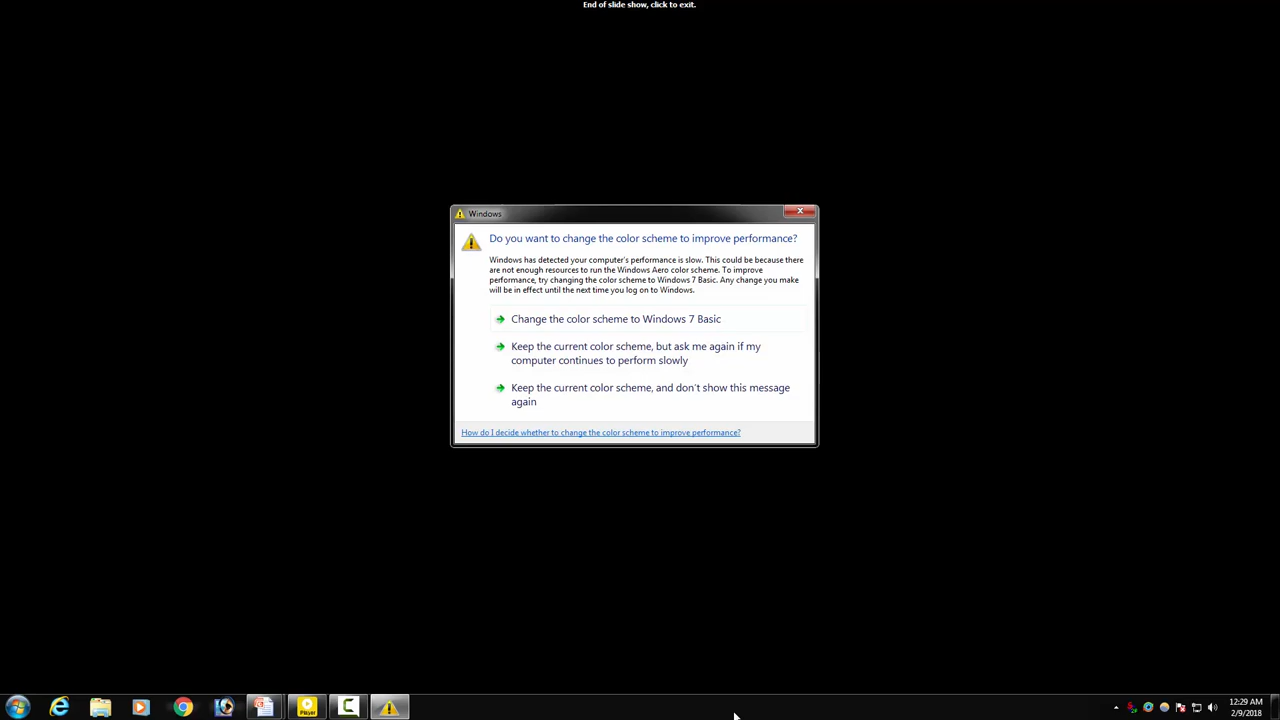 End of slide show, click to exit.
Windows
Do you want to change the color scheme to improve performance?
Windows has detected your computer's performance is slow. This could be because there
are not enough resources to run the Windows Aero color scheme. To improve
performance, try changing the color scheme to Windows 7 Basic. Any change you make
will be in effect until the next time you log on to Windows.
Change the color scheme to Windows 7 Basic
Keep the current color scheme, but ask me again if my
computer continues to perform slowly
Keep the current color scheme, and don't show this message
again
How do I decide whether to change the color scheme to improve performance?
12:29 AM
2/9/2018